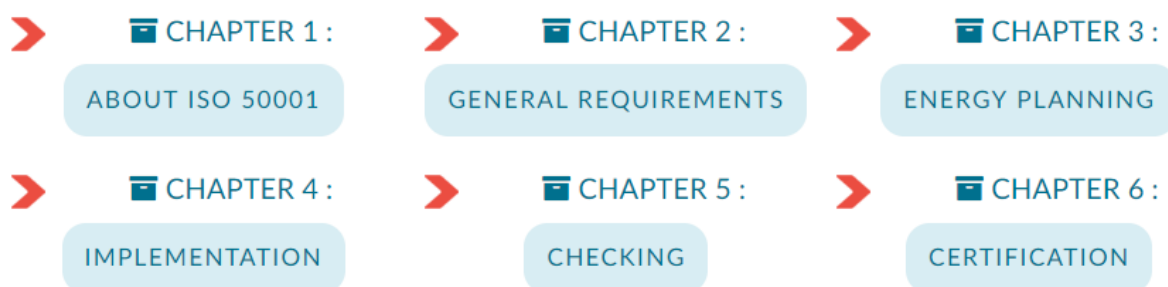 CHAPTER 1 :
ABOUT ISO 50001
CHAPTER 2 :
GENERAL REQUIREMENTS
CHAPTER 3 :
ENERGY PLANNING
CHAPTER 4 :
IMPLEMENTATION
CHAPTER 5 :
CHECKING
CHAPTER 6 :
CERTIFICATION